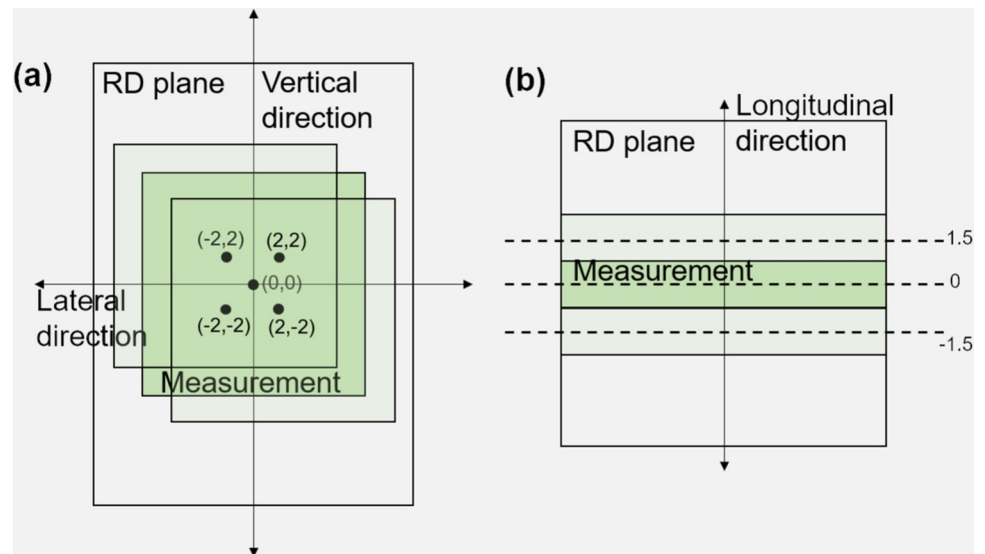 (a)
RD plane
Vertical
direction
(-2,2)
(2,2)
(0,0)
Lateral
direction
(-2,-2)
(2,-2)
Measurement
(b)
Longitudinal
direction
RD plane
1.5
Measurement
0
-1.5